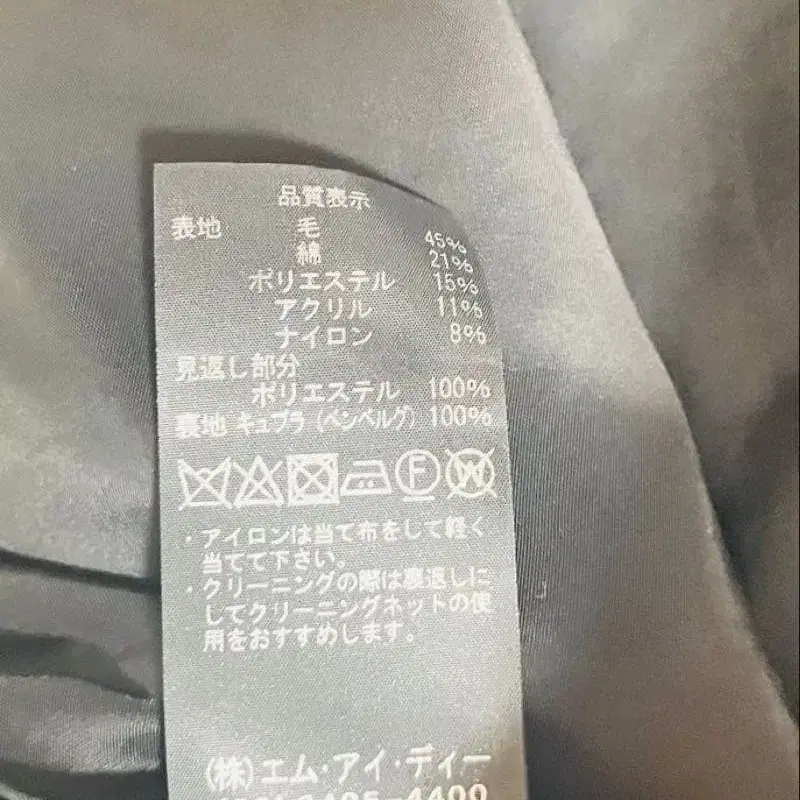 品質表示
表地 毛 45%
綿 21%
ポリエステル 15%
アクリル 11%
ナイロン 8%
見返し部分
ポリエステル 100%
裏地 キュプラ(ベンベルグ) 100%
F W
・アイロンは当て布をして軽く
当てて下さい。
・クリーニングの際は裏返しに
してクリーニングネットの使
用をおすすめします。
(株)エム・アイ・ディー